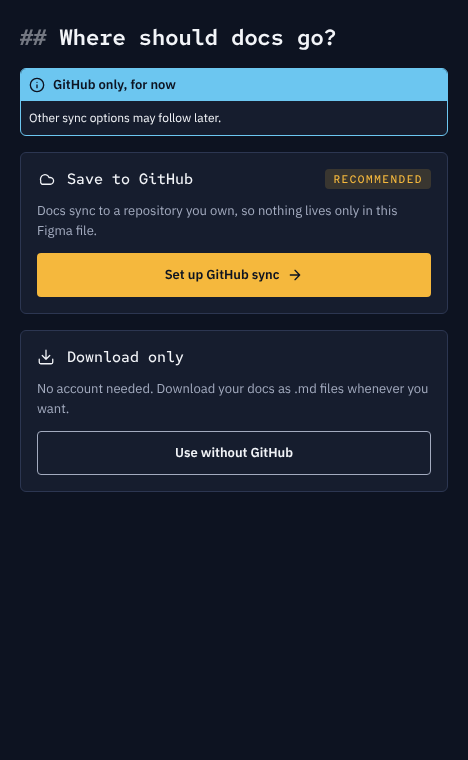 ## Where should docs go?
GitHub only, for now
Other sync options may follow later.
Save to GitHub
RECOMMENDED
Docs sync to a repository you own, so nothing lives only in this
Figma file.
Set up GitHub sync →
Download only
No account needed. Download your docs as .md files whenever you
want.
Use without GitHub